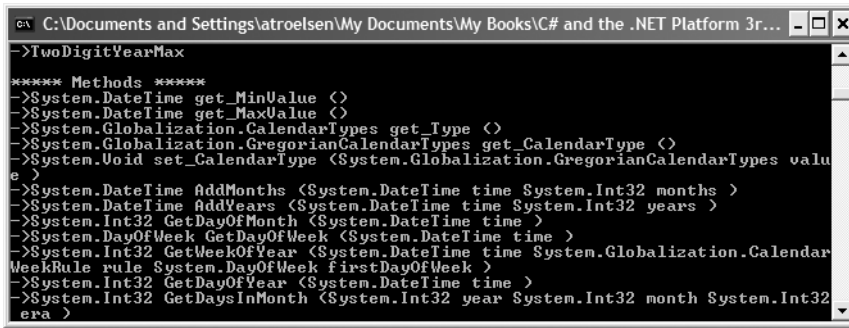 C:\Documents and Settings\atroelsen\My Documents\My Books\C# and the .NET Platform 3r...
->TwoDigitYearMax
***** Methods *****
->System.DateTime get_MinValue ()
->System.DateTime get_MaxValue ()
->System.Globalization.CalendarTypes get_Type ()
->System.Globalization.GregorianCalendarTypes get_CalendarType ()
->System.Void set_CalendarType (System.Globalization.GregorianCalendarTypes valu
e )
->System.DateTime AddMonths (System.DateTime time System.Int32 months )
->System.DateTime AddYears (System.DateTime time System.Int32 years )
->System.Int32 GetDayOfMonth (System.DateTime time )
->System.DayOfWeek GetDayOfWeek (System.DateTime time )
->System.Int32 GetWeekOfYear (System.DateTime time System.Globalization.Calendar
WeekRule rule System.DayOfWeek firstDayOfWeek )
->System.Int32 GetDayOfYear (System.DateTime time )
->System.Int32 GetDaysInMonth (System.Int32 year System.Int32 month System.Int32
era )